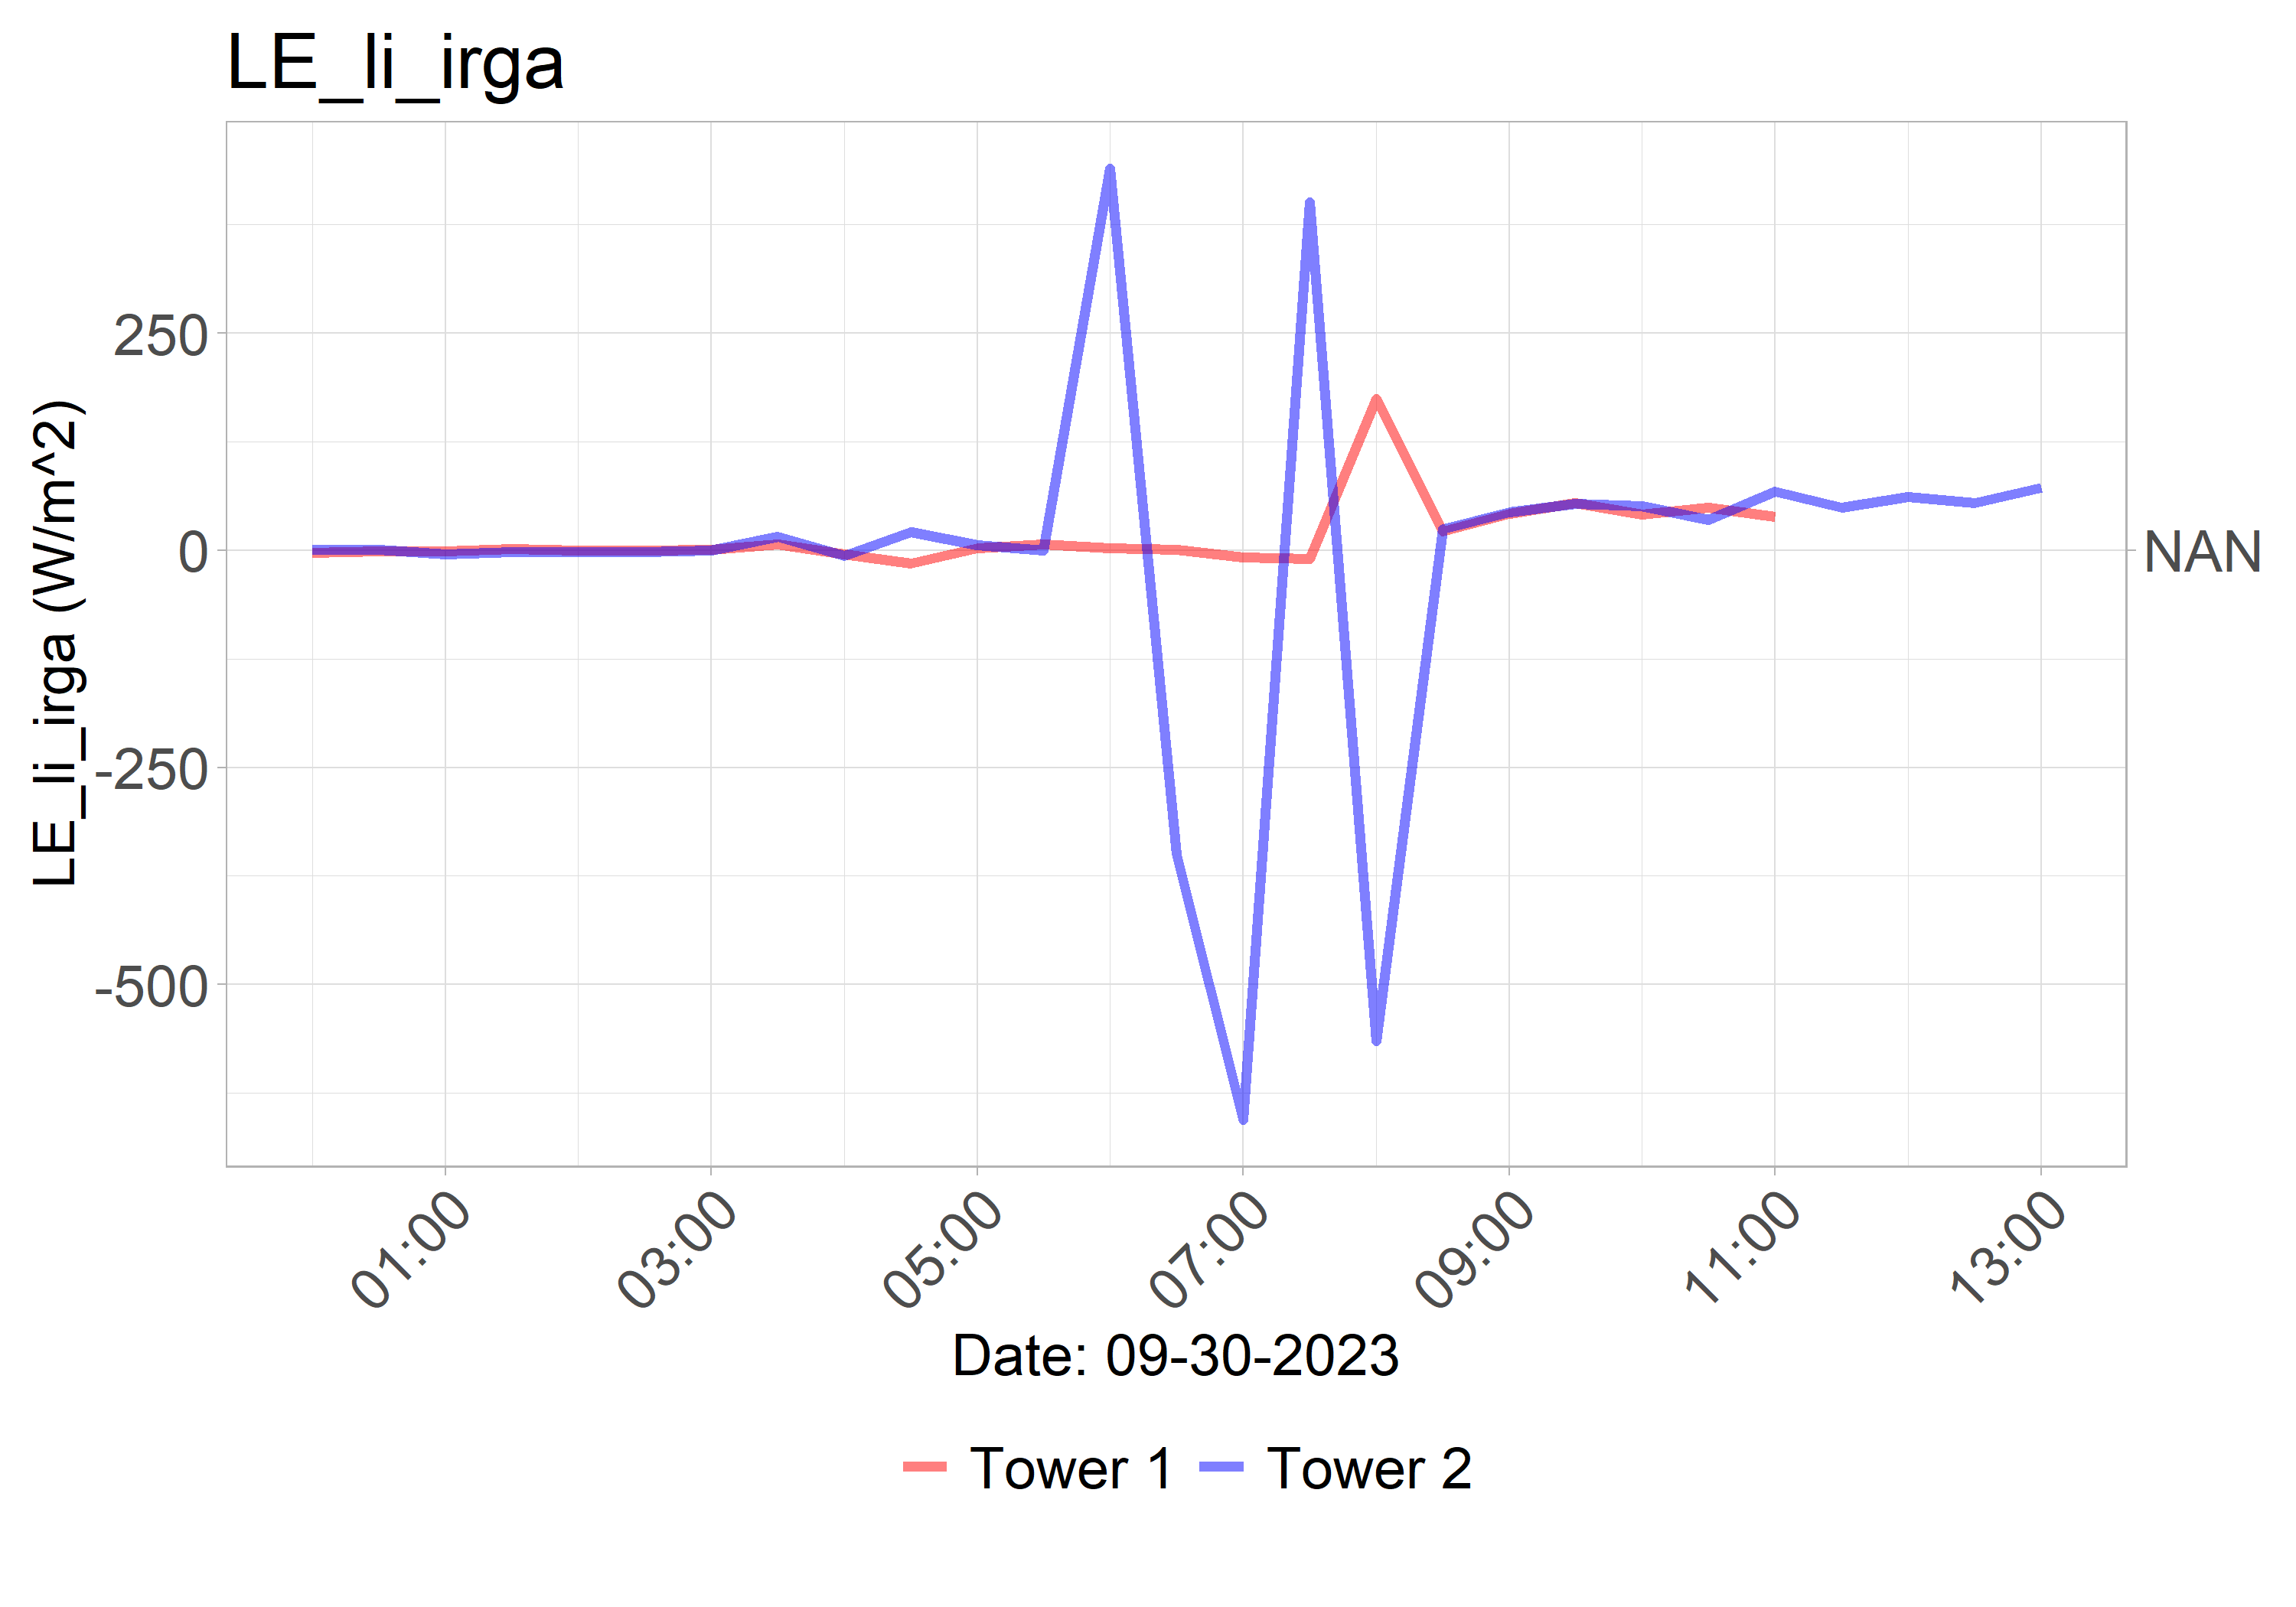 LE_li_irga
LE_li_irga (W/m^2)
250
0
-250
-500
NAN
01:00 03:00 05:00 07:00 09:00 11:00 13:00
Date: 09-30-2023
Tower 1 Tower 2